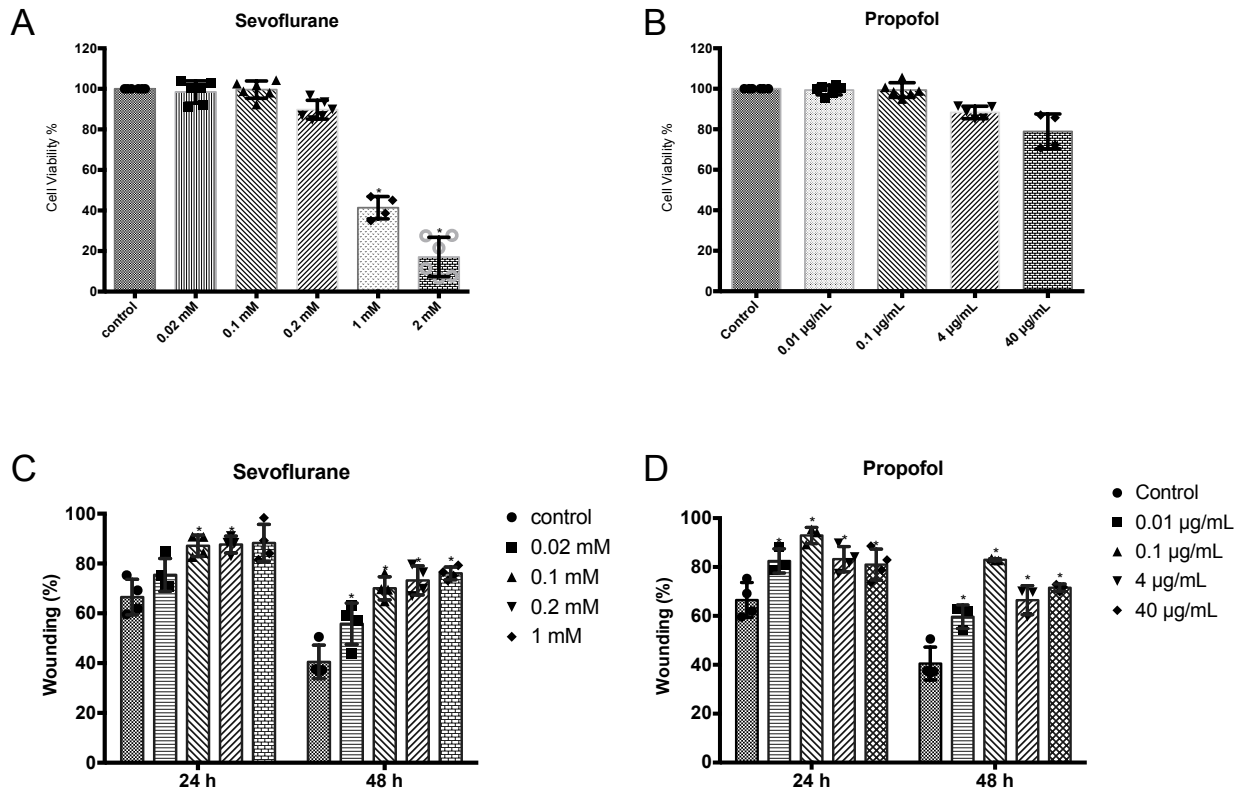 A
Sevoflurane
Cell Viability %
120
100
80
60
40
20
0
control
0.02 mM
0.1 mM
0.2 mM
1 mM
2 mM
*
*
B
Propofol
Cell Viability %
120
100
80
60
40
20
0
Control
0.01 µg/mL
0.1 µg/mL
4 µg/mL
40 µg/mL
C
Sevoflurane
Wounding (%)
100
80
60
40
20
0
* *
* * * *
24 h 48 h
control
0.02 mM
0.1 mM
0.2 mM
1 mM
D
Propofol
Wounding (%)
100
80
60
40
20
0
* * * *
* * * *
24 h 48 h
Control
0.01 µg/mL
0.1 µg/mL
4 µg/mL
40 µg/mL